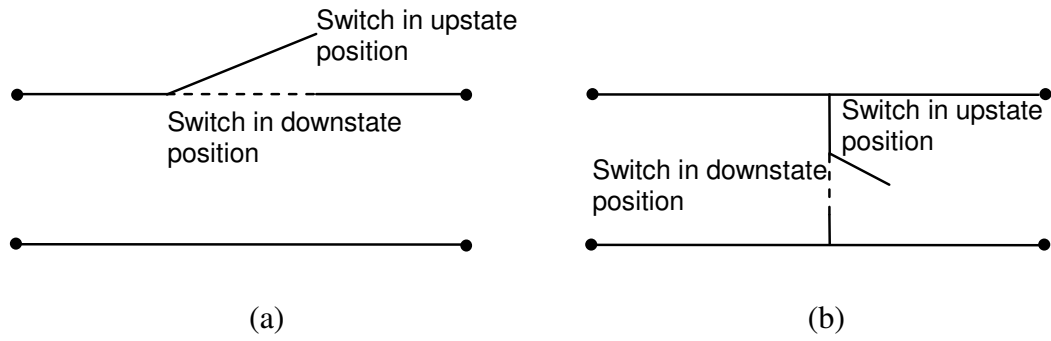 Switch in upstate
position
Switch in downstate
position
(a)
Switch in upstate
position
Switch in downstate
position
(b)